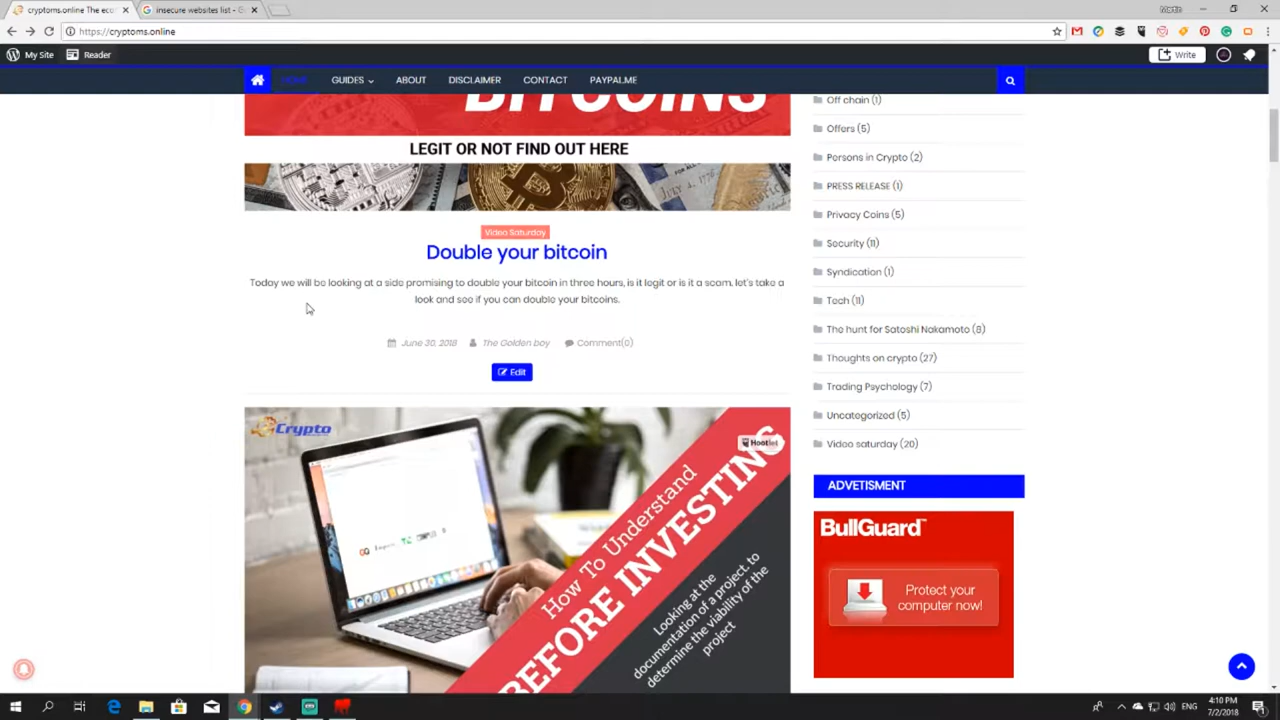 cryptoms.online The eco
insecure websites list - G
https://cryptoms.online
My Site
Reader
Write
HOME
GUIDES
ABOUT
DISCLAIMER
CONTACT
PAYPAL.ME
BITCOINS
LEGIT OR NOT FIND OUT HERE
Video Saturday
Double your bitcoin
Today we will be looking at a side promising to double your bitcoin in three hours, is it legit or is it a scam. let's take a
look and see if you can double your bitcoins.
June 30, 2018
The Golden boy
Comment(0)
Edit
Crypto
Hootlet
How To Understand
BEFORE INVESTING
Looking at the
documentation of a project. to
determine the viability of the
project
Off chain (1)
Offers (5)
Persons in Crypto (2)
PRESS RELEASE (1)
Privacy Coins (5)
Security (11)
Syndication (1)
Tech (11)
The hunt for Satoshi Nakamoto (8)
Thoughts on crypto (27)
Trading Psychology (7)
Uncategorized (5)
Video saturday (20)
ADVETISMENT
BullGuard
Protect your
computer now!
ENG
4:10 PM
7/2/2018